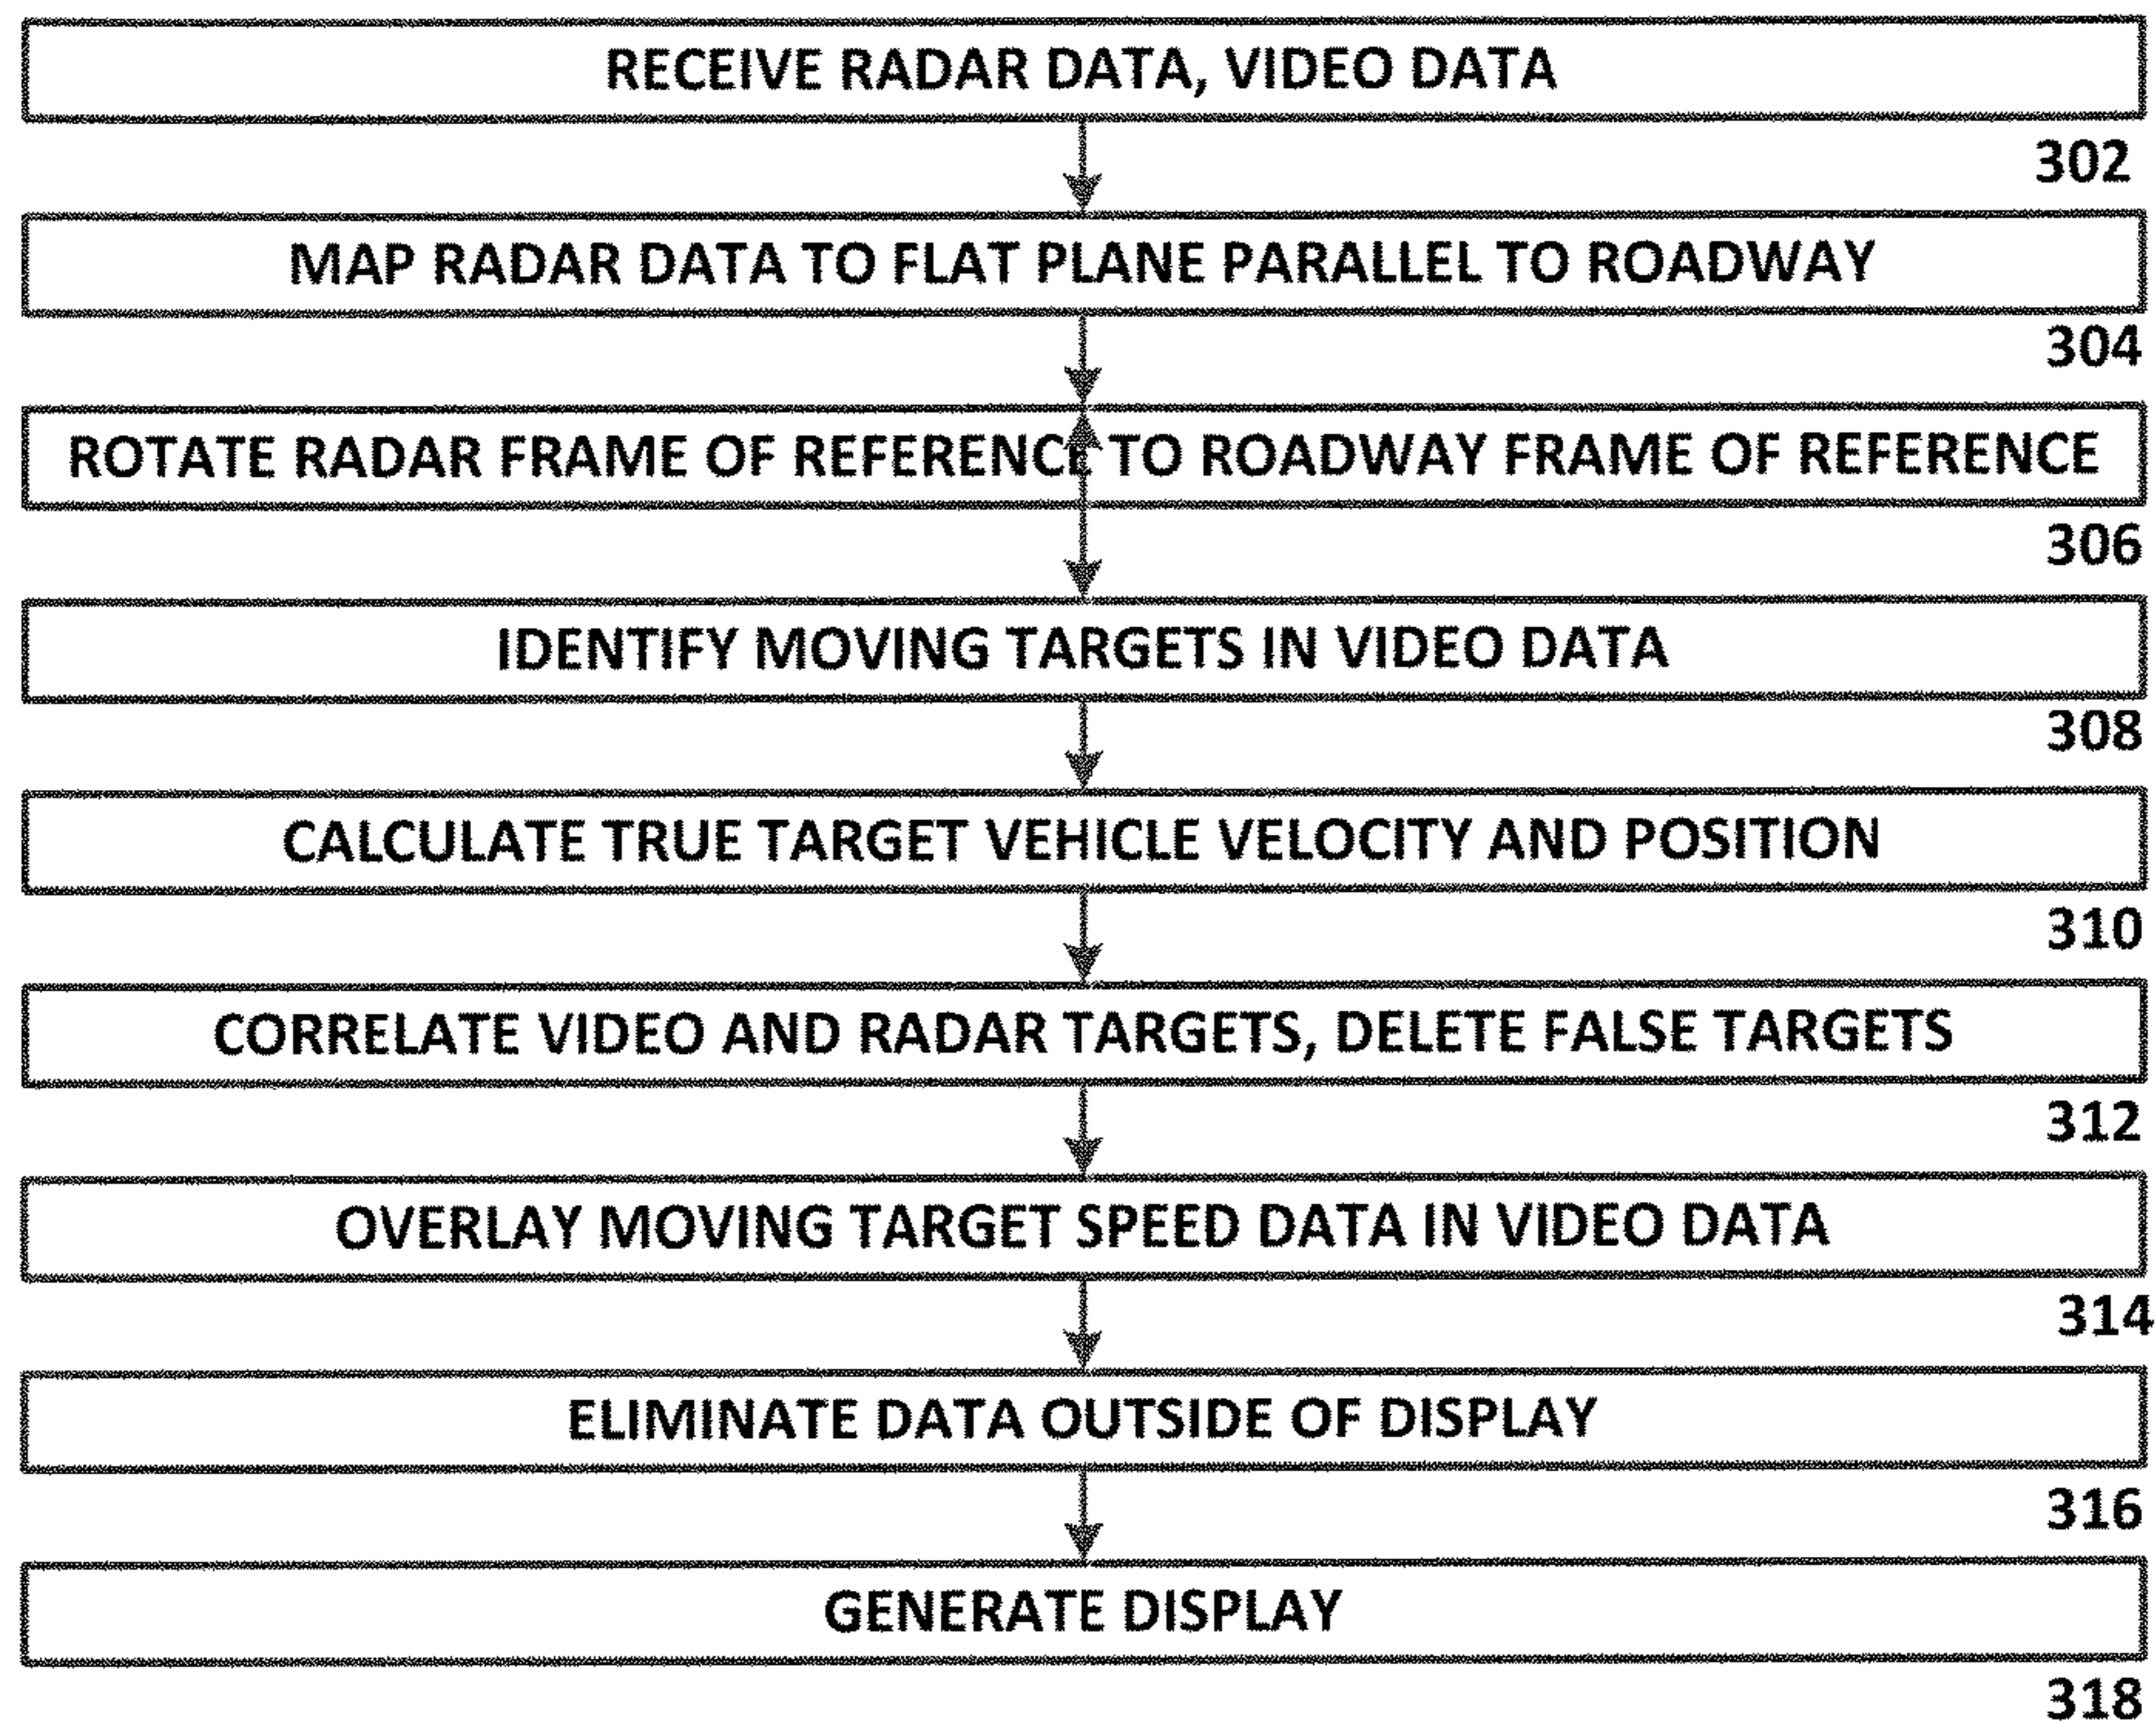 RECEIVE RADAR DATA, VIDEO DATA
302
MAP RADAR DATA TO FLAT PLANE PARALLEL TO ROADWAY
304
ROTATE RADAR FRAME OF REFERENCE TO ROADWAY FRAME OF REFERENCE
306
IDENTIFY MOVING TARGETS IN VIDEO DATA
308
CALCULATE TRUE TARGET VEHICLE VELOCITY AND POSITION
310
CORRELATE VIDEO AND RADAR TARGETS, DELETE FALSE TARGETS
312
OVERLAY MOVING TARGET SPEED DATA IN VIDEO DATA
314
ELIMINATE DATA OUTSIDE OF DISPLAY
316
GENERATE DISPLAY
318